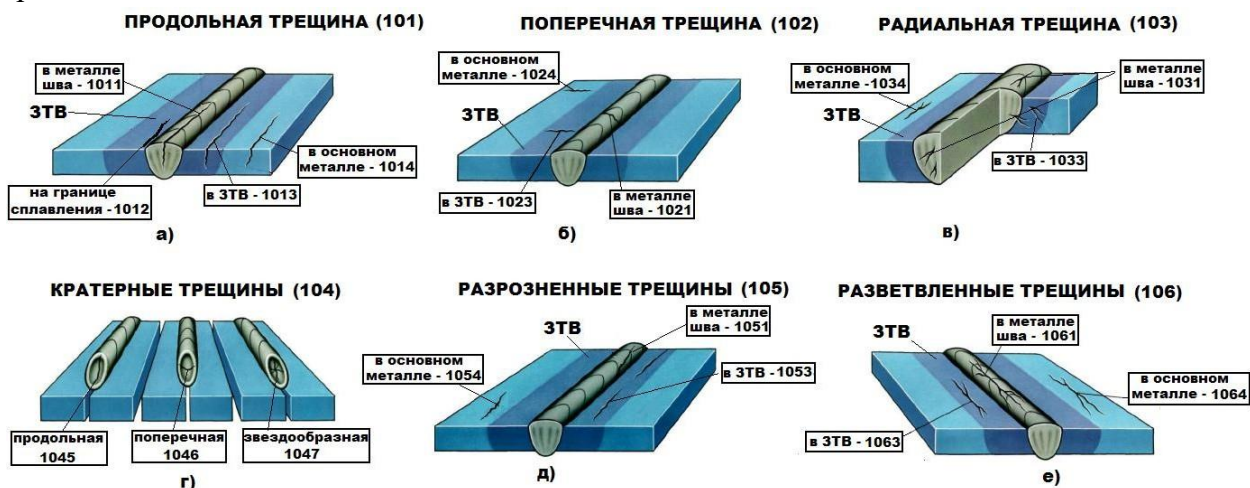 ПРОДОЛЬНАЯ ТРЕЩИНА (101)
в металле
шва - 1011
ЗТВ
в основном
металле - 1014
в ЗТВ - 1013
на границе
сплавления - 1012
а)
ПОПЕРЕЧНАЯ ТРЕЩИНА (102)
в основном
металле - 1024
ЗТВ
в ЗТВ - 1023
в металле
шва - 1021
б)
РАДИАЛЬНАЯ ТРЕЩИНА (103)
в основном
металле - 1034
в металле
шва - 1031
ЗТВ
в ЗТВ - 1033
в)
КРАТЕРНЫЕ ТРЕЩИНЫ (104)
продольная
1045
поперечная
1046
звездообразная
1047
г)
РАЗРОЗНЕННЫЕ ТРЕЩИНЫ (105)
ЗТВ
в металле
шва - 1051
в основном
металле - 1054
в ЗТВ - 1053
д)
РАЗВЕТВЛЕННЫЕ ТРЕЩИНЫ (106)
ЗТВ
в металле
шва - 1061
в основном
металле - 1064
в ЗТВ - 1063
е)